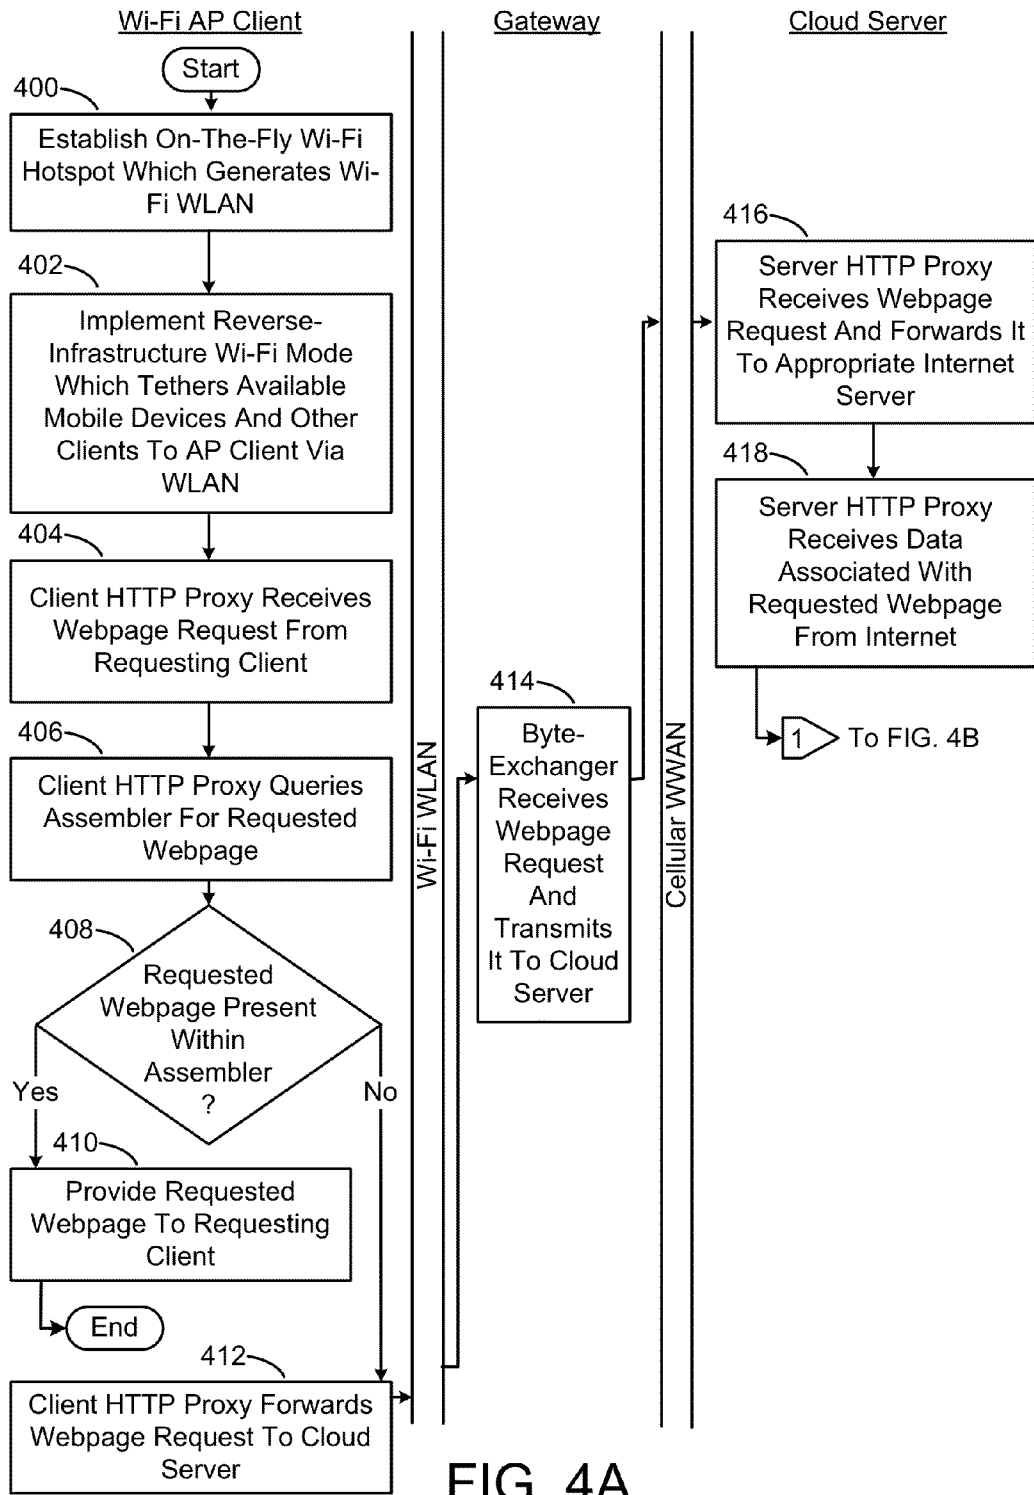 Wi-Fi AP Client
Start
400
Establish On-The-Fly Wi-Fi
Hotspot Which Generates Wi-
Fi WLAN
402
Implement Reverse-
Infrastructure Wi-Fi Mode
Which Tethers Available
Mobile Devices And Other
Clients To AP Client Via
WLAN
404
Client HTTP Proxy Receives
Webpage Request From
Requesting Client
406
Client HTTP Proxy Queries
Assembler For Requested
Webpage
408
Requested
Webpage Present
Within
Assembler
?
Yes
No
410
Provide Requested
Webpage To Requesting
Client
End
412
Client HTTP Proxy Forwards
Webpage Request To Cloud
Server
Wi-Fi WLAN
Gateway
414
Byte-
Exchanger
Receives
Webpage
Request
And
Transmits
It To Cloud
Server
Cellular WWAN
Cloud Server
416
Server HTTP Proxy
Receives Webpage
Request And Forwards It
To Appropriate Internet
Server
418
Server HTTP Proxy
Receives Data
Associated With
Requested Webpage
From Internet
1
To FIG. 4B
FIG. 4A